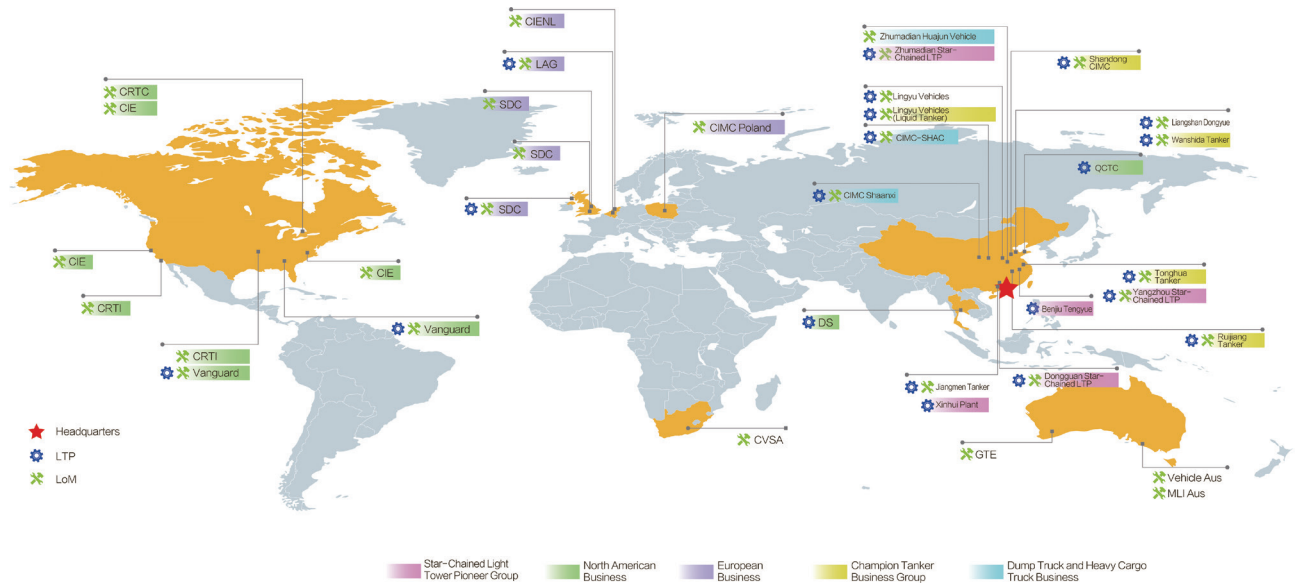 CIENL
LAG
CRTC
CIE
SDC
SDC
SDC
CIMC Poland
Zhumadian Huajun Vehicle
Zhumadian Star-
Chained LTP
Shandong
CIMC
Lingyu Vehicles
Lingyu Vehicles
(Liquid Tanker)
CIMC-SHAC
Liangshan Dongyue
Wanshida Tanker
QCTC
CIMC Shaanxi
CIE
CIE
CRTI
Vanguard
CRTI
Vanguard
DS
Tonghua
Tanker
Yangzhou Star-
Chained LTP
Benjiu Tengyue
Ruijiang
Tanker
Dongguan Star-
Chained LTP
Jiangmen Tanker
Xinhui Plant
CVSA
GTE
Vehicle Aus
MLI Aus
Headquarters
LTP
LoM
Star-Chained Light
Tower Pioneer Group
North American
Business
European
Business
Champion Tanker
Business Group
Dump Truck and Heavy Cargo
Truck Business